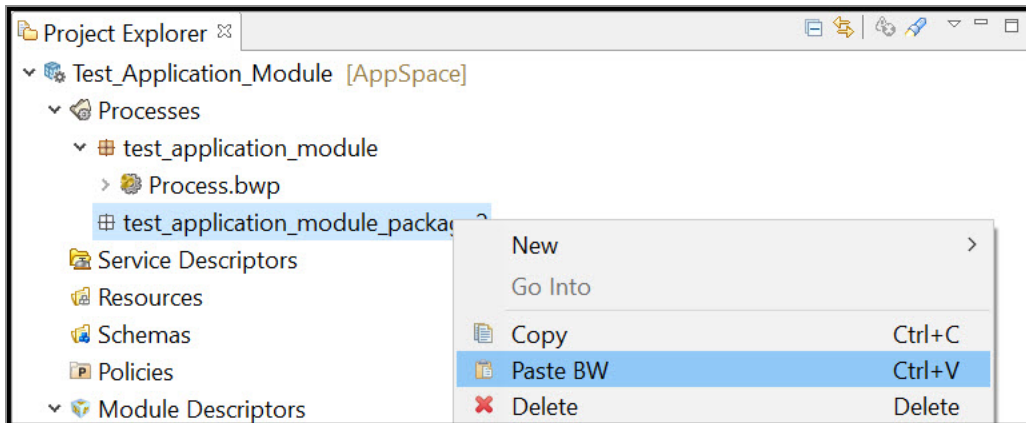 Project Explorer
Test_Application_Module [AppSpace]
Processes
test_application_module
Process.bwp
test_application_module_packag
Service Descriptors
Resources
Schemas
Policies
Module Descriptors
New
Go Into
Copy Ctrl+C
Paste BW Ctrl+V
Delete Delete